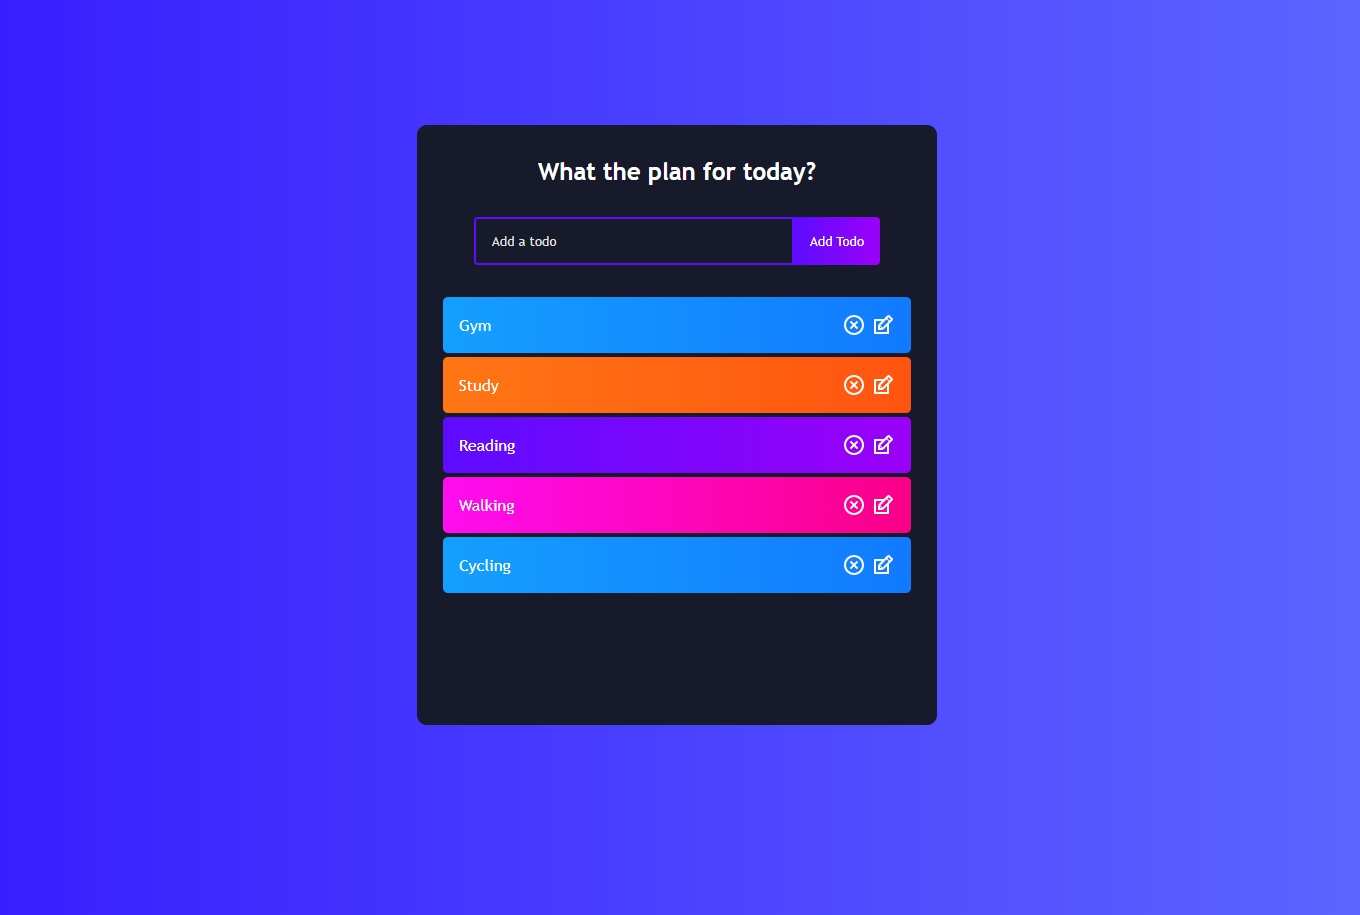 What the plan for today?
Add a todo
Add Todo
Gym
Study
Reading
Walking
Cycling